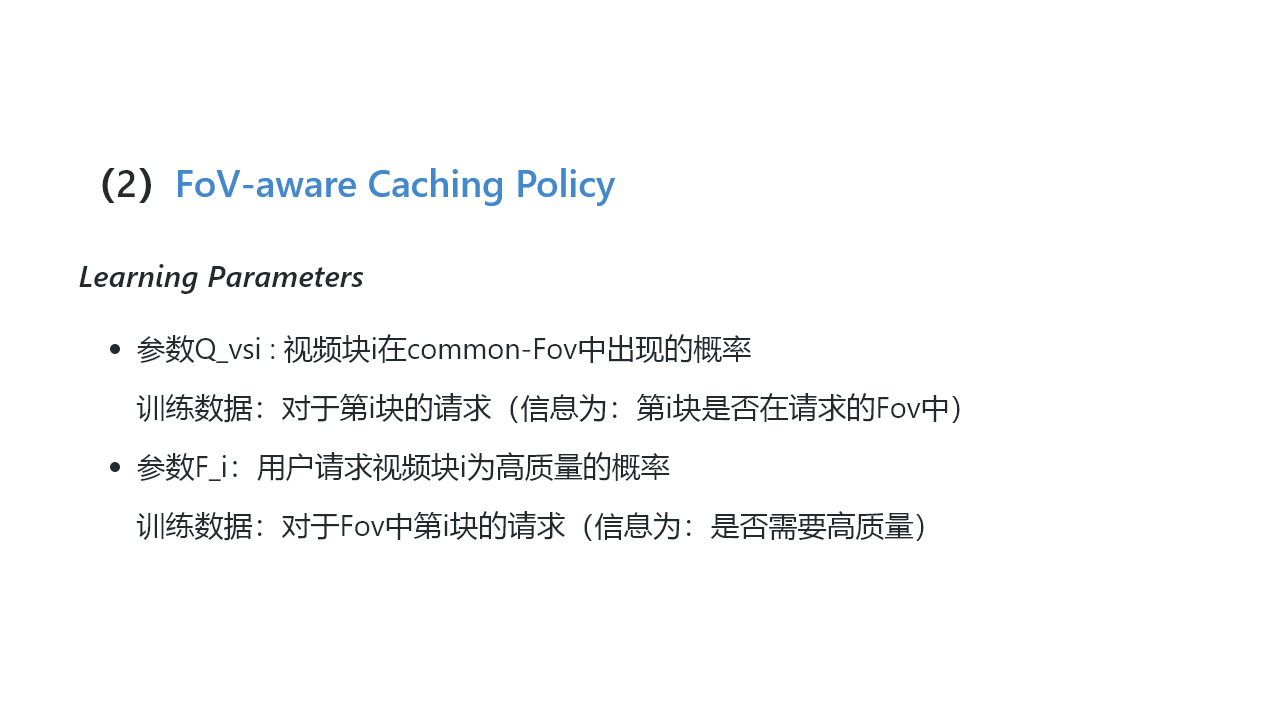 （2）FoV-aware Caching Policy
Learning Parameters
参数Q_vsi : 视频块i在common-Fov中出现的概率
训练数据：对于第i块的请求（信息为：第i块是否在请求的Fov中）
参数F_i：用户请求视频块i为高质量的概率
训练数据：对于Fov中第i块的请求（信息为：是否需要高质量）